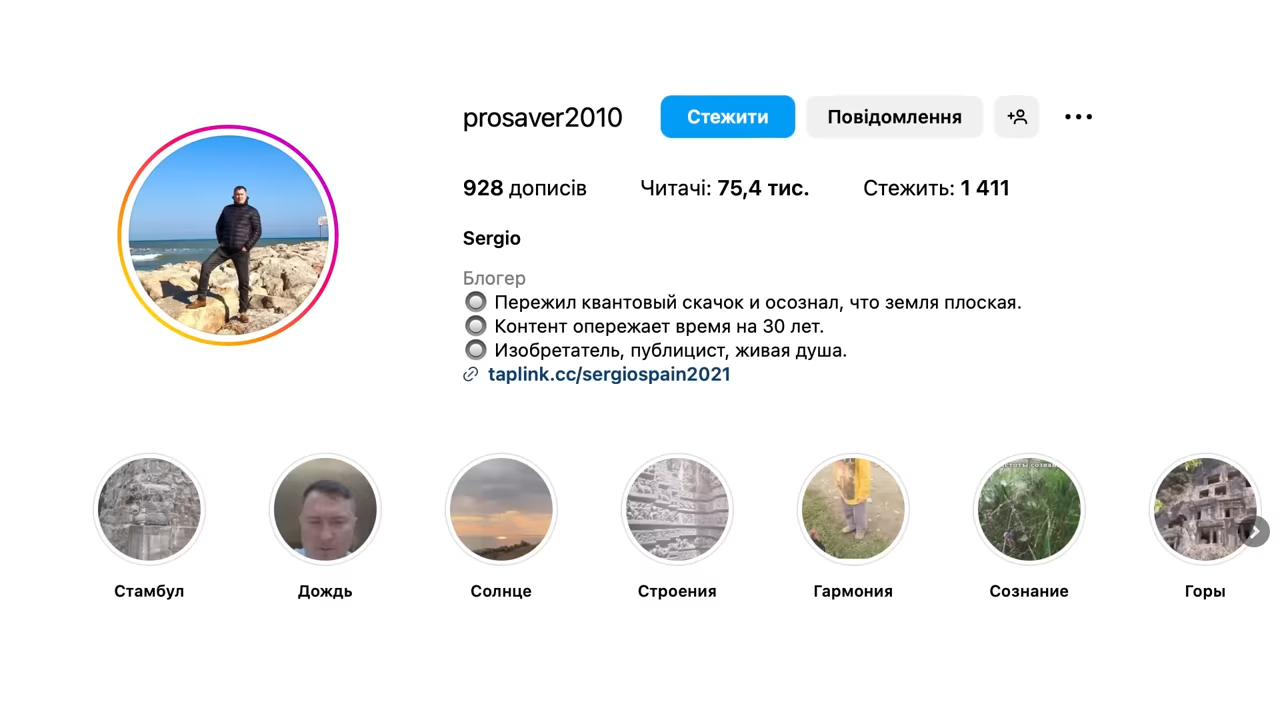 prosaver2010 Стежити Повідомлення
928 дописів Читачі: 75,4 тис. Стежить: 1 411
Sergio
Блогер
Пережил квантовый скачок и осознал, что земля плоская.
Контент опережает время на 30 лет.
Изобретатель, публицист, живая душа.
taplink.cc/sergiospain2021
Стамбул Дождь Солнце Строения Гармония Сознание Горы